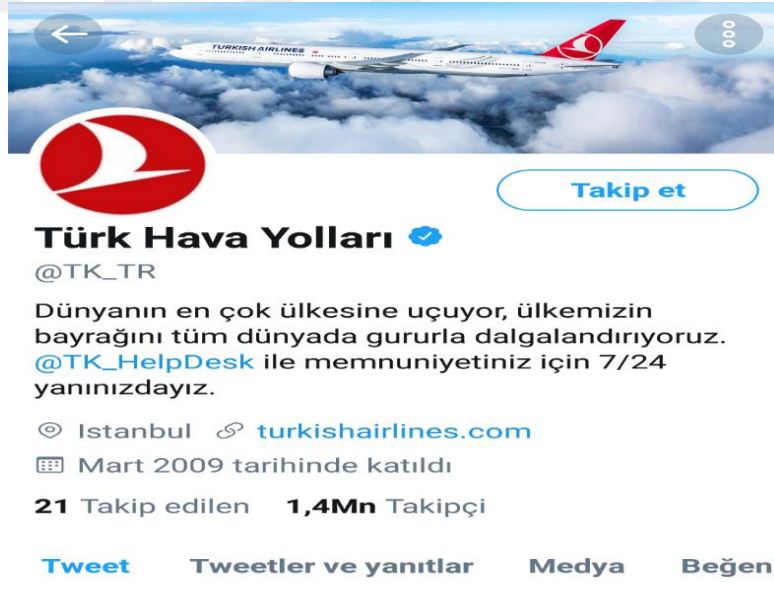 TURKISH AIRLINES
Takip et
Türk Hava Yolları
@TK_TR
Dünyanın en çok ülkesine uçuyor, ülkemizin
bayrağını tüm dünyada gururla dalgalandırıyoruz.
@TK_HelpDesk ile memnuniyetiniz için 7/24
yanınızdayız.
Istanbul turkishairlines.com
Mart 2009 tarihinde katıldı
21 Takip edilen 1,4Mn Takipçi
Tweet Tweetler ve yanıtlar Medya Beğen